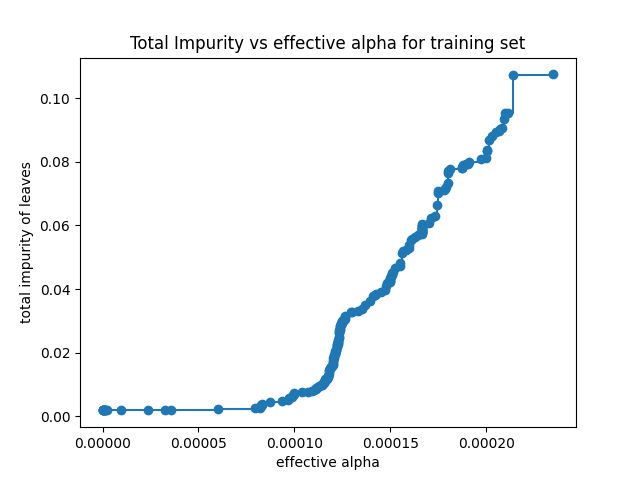 Total Impurity vs effective alpha for training set
total impurity of leaves
0.10
0.08
0.06
0.04
0.02
0.00
0.00000 0.00005 0.00010 0.00015 0.00020
effective alpha